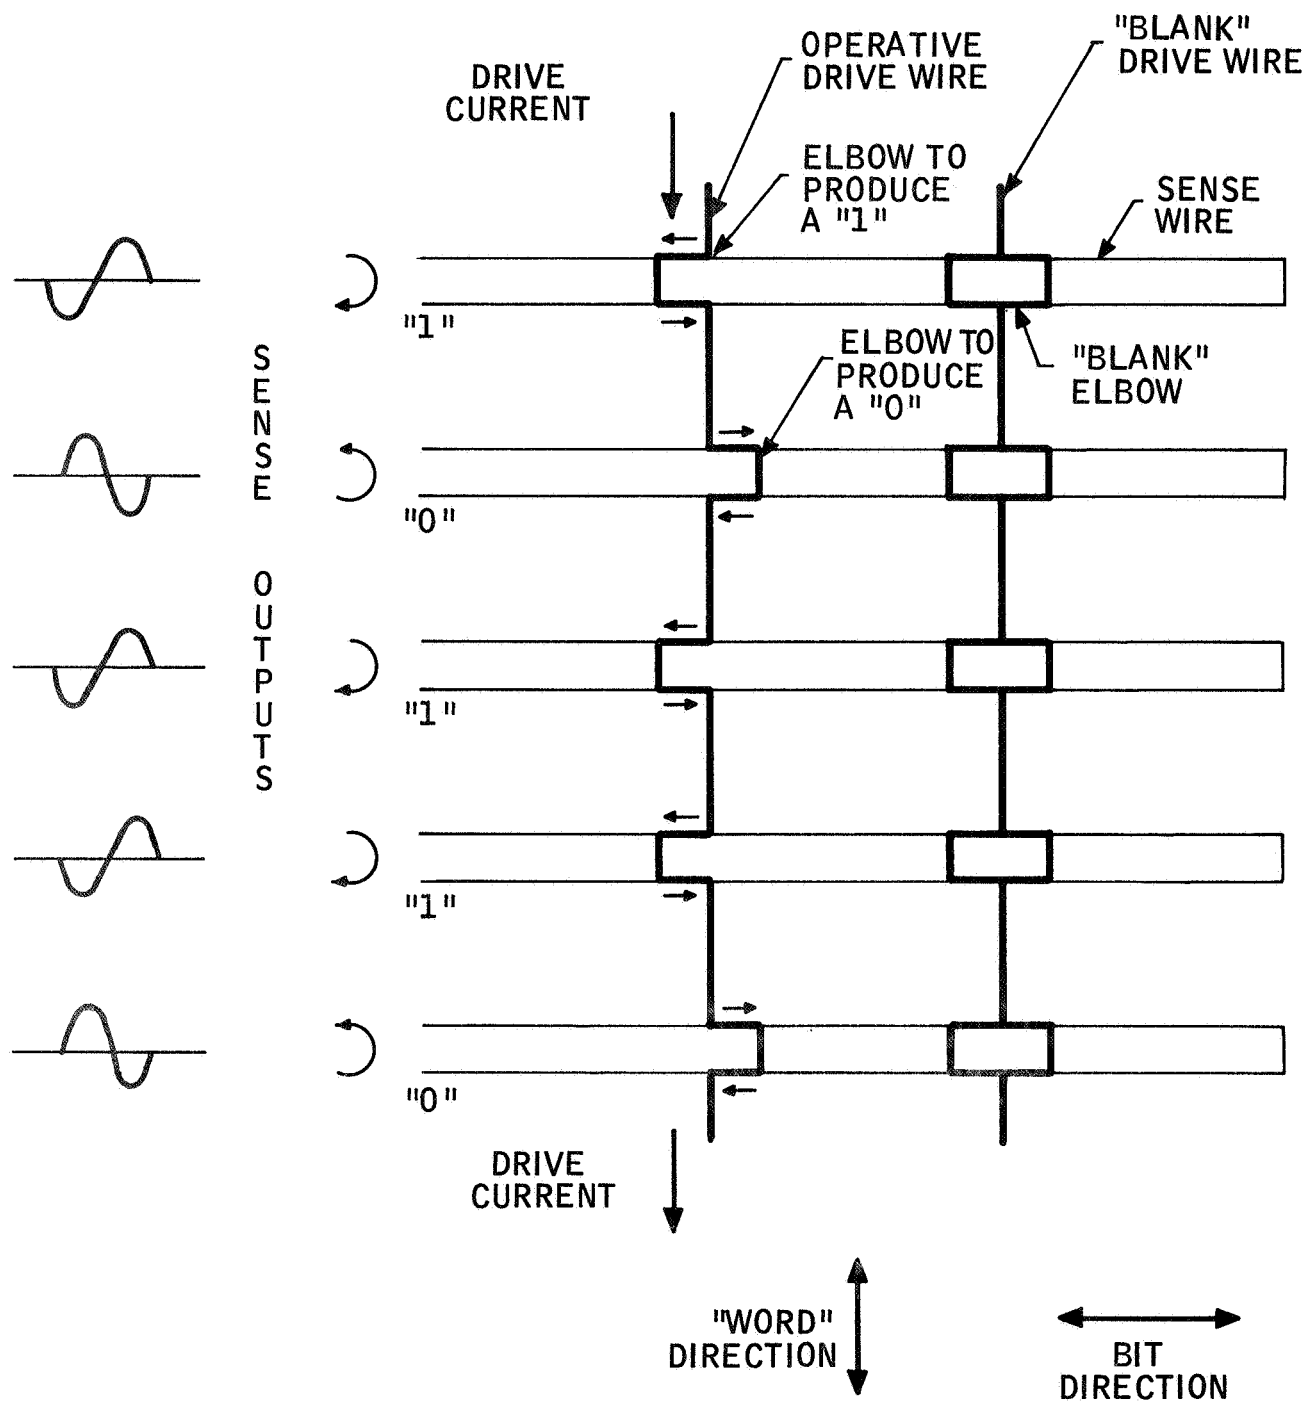 DRIVE
CURRENT
OPERATIVE
DRIVE WIRE
"BLANK"
DRIVE WIRE
ELBOW TO
PRODUCE
A "1"
SENSE
WIRE
"1"
ELBOW TO
PRODUCE
A "0"
"BLANK"
ELBOW
SENSE
OUTPUTS
"0"
"1"
"1"
"0"
DRIVE
CURRENT
"WORD"
DIRECTION
BIT
DIRECTION